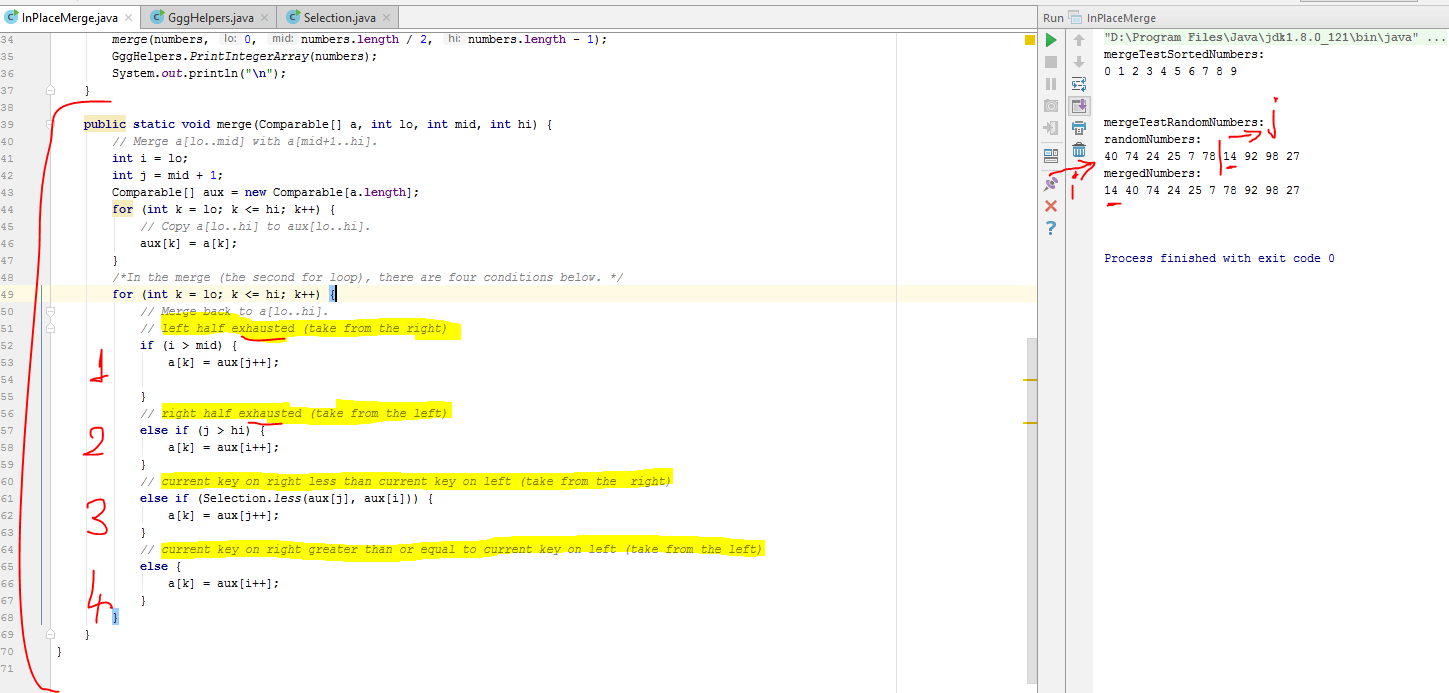 InPlaceMerge.java
GggHelpers.java
Selection.java
34 merge(numbers, lo: 0, mid: numbers.length / 2, hi: numbers.length - 1);
35 GggHelpers.PrintIntegerArray(numbers);
36 System.out.println("\n");
37 }
38
39 public static void merge(Comparable[] a, int lo, int mid, int hi) {
40 // Merge a[lo..mid] with a[mid+1..hi].
41 int i = lo;
42 int j = mid + 1;
43 Comparable[] aux = new Comparable[a.length];
44 for (int k = lo; k <= hi; k++) {
45 // Copy a[lo..hi] to aux[lo..hi].
46 aux[k] = a[k];
47 }
48 /*In the merge (the second for loop), there are four conditions below. */
49 for (int k = lo; k <= hi; k++) {
50 // Merge back to a[lo..hi].
51 // left half exhausted (take from the right)
52 if (i > mid) {
53 a[k] = aux[j++];
54
1
55 }
56 // right half exhausted (take from the left)
57 else if (j > hi) {
2
58 a[k] = aux[i++];
59 }
60 // current key on right less than current key on left (take from the  right)
61 else if (Selection.less(aux[j], aux[i])) {
62 a[k] = aux[j++];
3
63 }
64 // current key on right greater than or equal to current key on left (take from the left)
65 else {
66 a[k] = aux[i++];
67 }
4
68 }
69 }
70 }
71
Run InPlaceMerge
"D:\Program Files\Java\jdk1.8.0_121\bin\java" ...
mergeTestSortedNumbers:
0 1 2 3 4 5 6 7 8 9
mergeTestRandomNumbers:
j
randomNumbers:
40 74 24 25 7 78 14 92 98 27
mergedNumbers:
i
14 40 74 24 25 7 78 92 98 27
Process finished with exit code 0